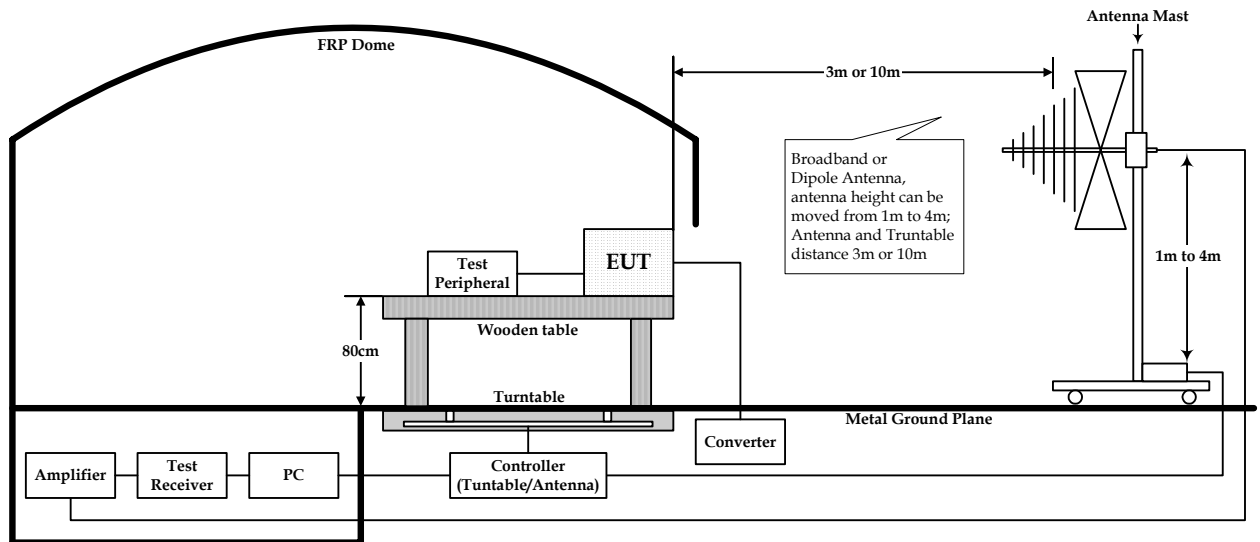 Antenna Mast
FRP Dome
3m or 10m
Broadband or
Dipole Antenna,
antenna height can be
moved from 1m to 4m;
Antenna and Truntable
distance 3m or 10m
Test
Peripheral
EUT
1m to 4m
Wooden table
80cm
Turntable
Metal Ground Plane
Converter
Amplifier
Test
Receiver
PC
Controller
(Tuntable/Antenna)